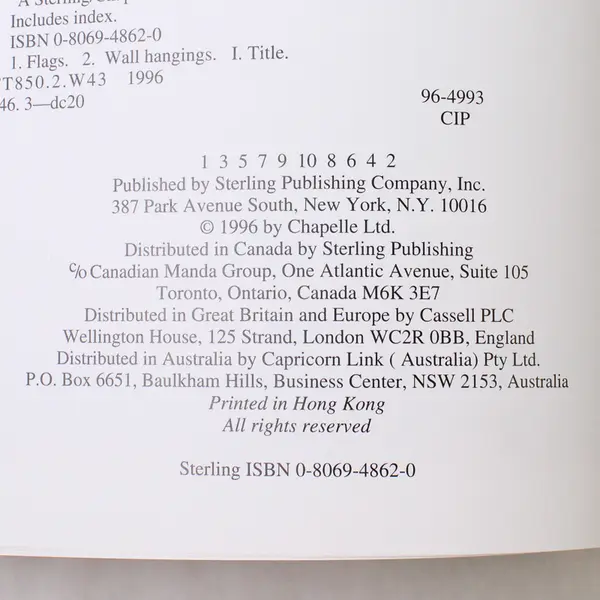 A Sterling/
Includes index.
ISBN 0-8069-4862-0
1. Flags. 2. Wall hangings. I. Title.
TT850.2.W43 1996
46. 3—dc20
96-4993
CIP
1 3 5 7 9 10 8 6 4 2
Published by Sterling Publishing Company, Inc.
387 Park Avenue South, New York, N.Y. 10016
© 1996 by Chapelle Ltd.
Distributed in Canada by Sterling Publishing
℅ Canadian Manda Group, One Atlantic Avenue, Suite 105
Toronto, Ontario, Canada M6K 3E7
Distributed in Great Britain and Europe by Cassell PLC
Wellington House, 125 Strand, London WC2R 0BB, England
Distributed in Australia by Capricorn Link ( Australia) Pty Ltd.
P.O. Box 6651, Baulkham Hills, Business Center, NSW 2153, Australia
Printed in Hong Kong
All rights reserved
Sterling ISBN 0-8069-4862-0